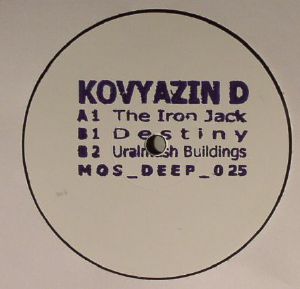 KOVYAZIN D
A1 The Iron Jack
B1 Destiny
B2 Uralmash Buildings
MOS_DEEP_025